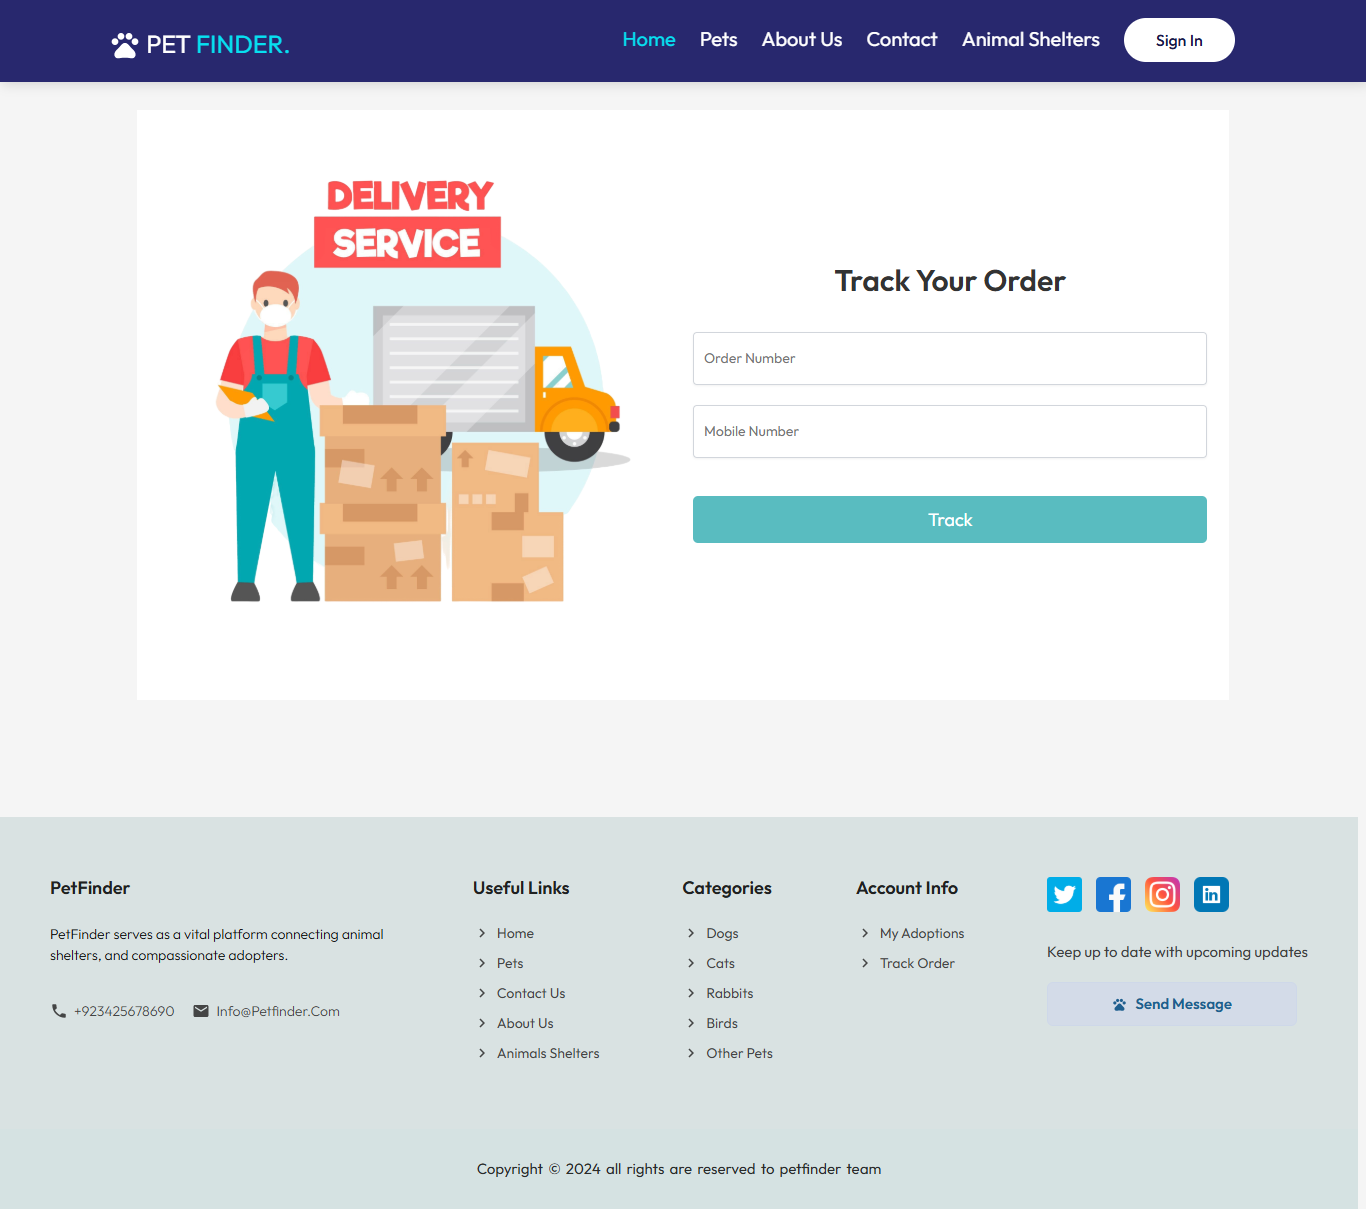 PET FINDER.
Home
Pets
About Us
Contact
Animal Shelters
Sign In
DELIVERY
SERVICE
Track Your Order
Order Number
Mobile Number
Track
PetFinder
PetFinder serves as a vital platform connecting animal
shelters, and compassionate adopters.
+923425678690
Info@Petfinder.Com
Useful Links
Home
Pets
Contact Us
About Us
Animals Shelters
Categories
Dogs
Cats
Rabbits
Birds
Other Pets
Account Info
My Adoptions
Track Order
Keep up to date with upcoming updates
Send Message
Copyright © 2024 all rights are reserved to petfinder team